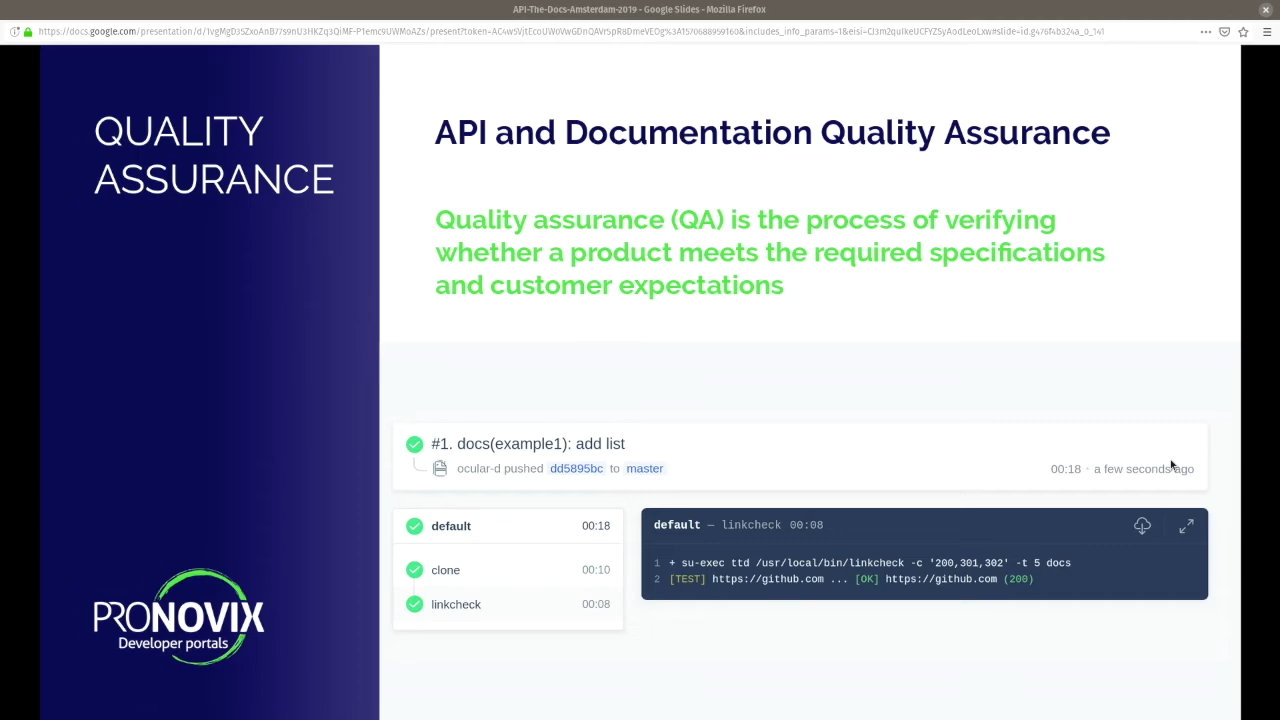 API-The-Docs-Amsterdam-2019 - Google Slides - Mozilla Firefox
QUALITY
ASSURANCE
API and Documentation Quality Assurance
Quality assurance (QA) is the process of verifying
whether a product meets the required specifications
and customer expectations
#1. docs(example1): add list
ocular-d pushed dd5895bc to master
00:18 · a few seconds ago
default 00:18
clone 00:10
linkcheck 00:08
default — linkcheck 00:08
1 + su-exec ttd /usr/local/bin/linkcheck -c '200,301,302' -t 5 docs
2 [TEST] https://github.com ... [OK] https://github.com (200)
PRONOVIX
Developer portals